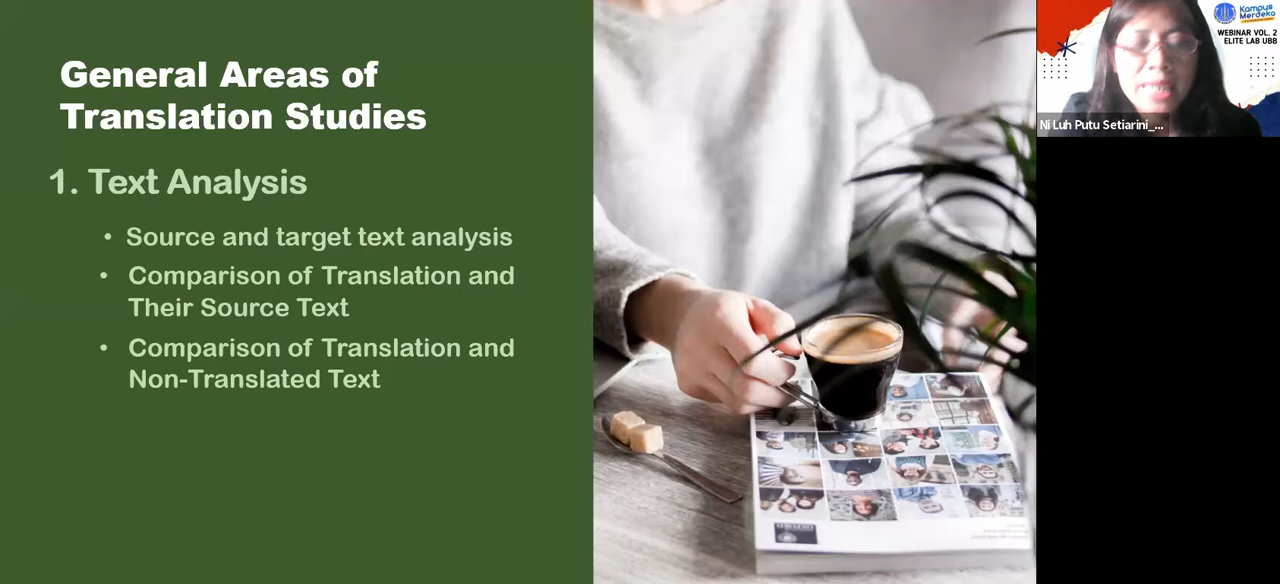 General Areas of
Translation Studies
1. Text Analysis
• Source and target text analysis
• Comparison of Translation and
Their Source Text
• Comparison of Translation and
Non-Translated Text
Kampus
Merdeka
WEBINAR VOL. 2
ELITE LAB UBB
Ni Luh Putu Setiarini_...